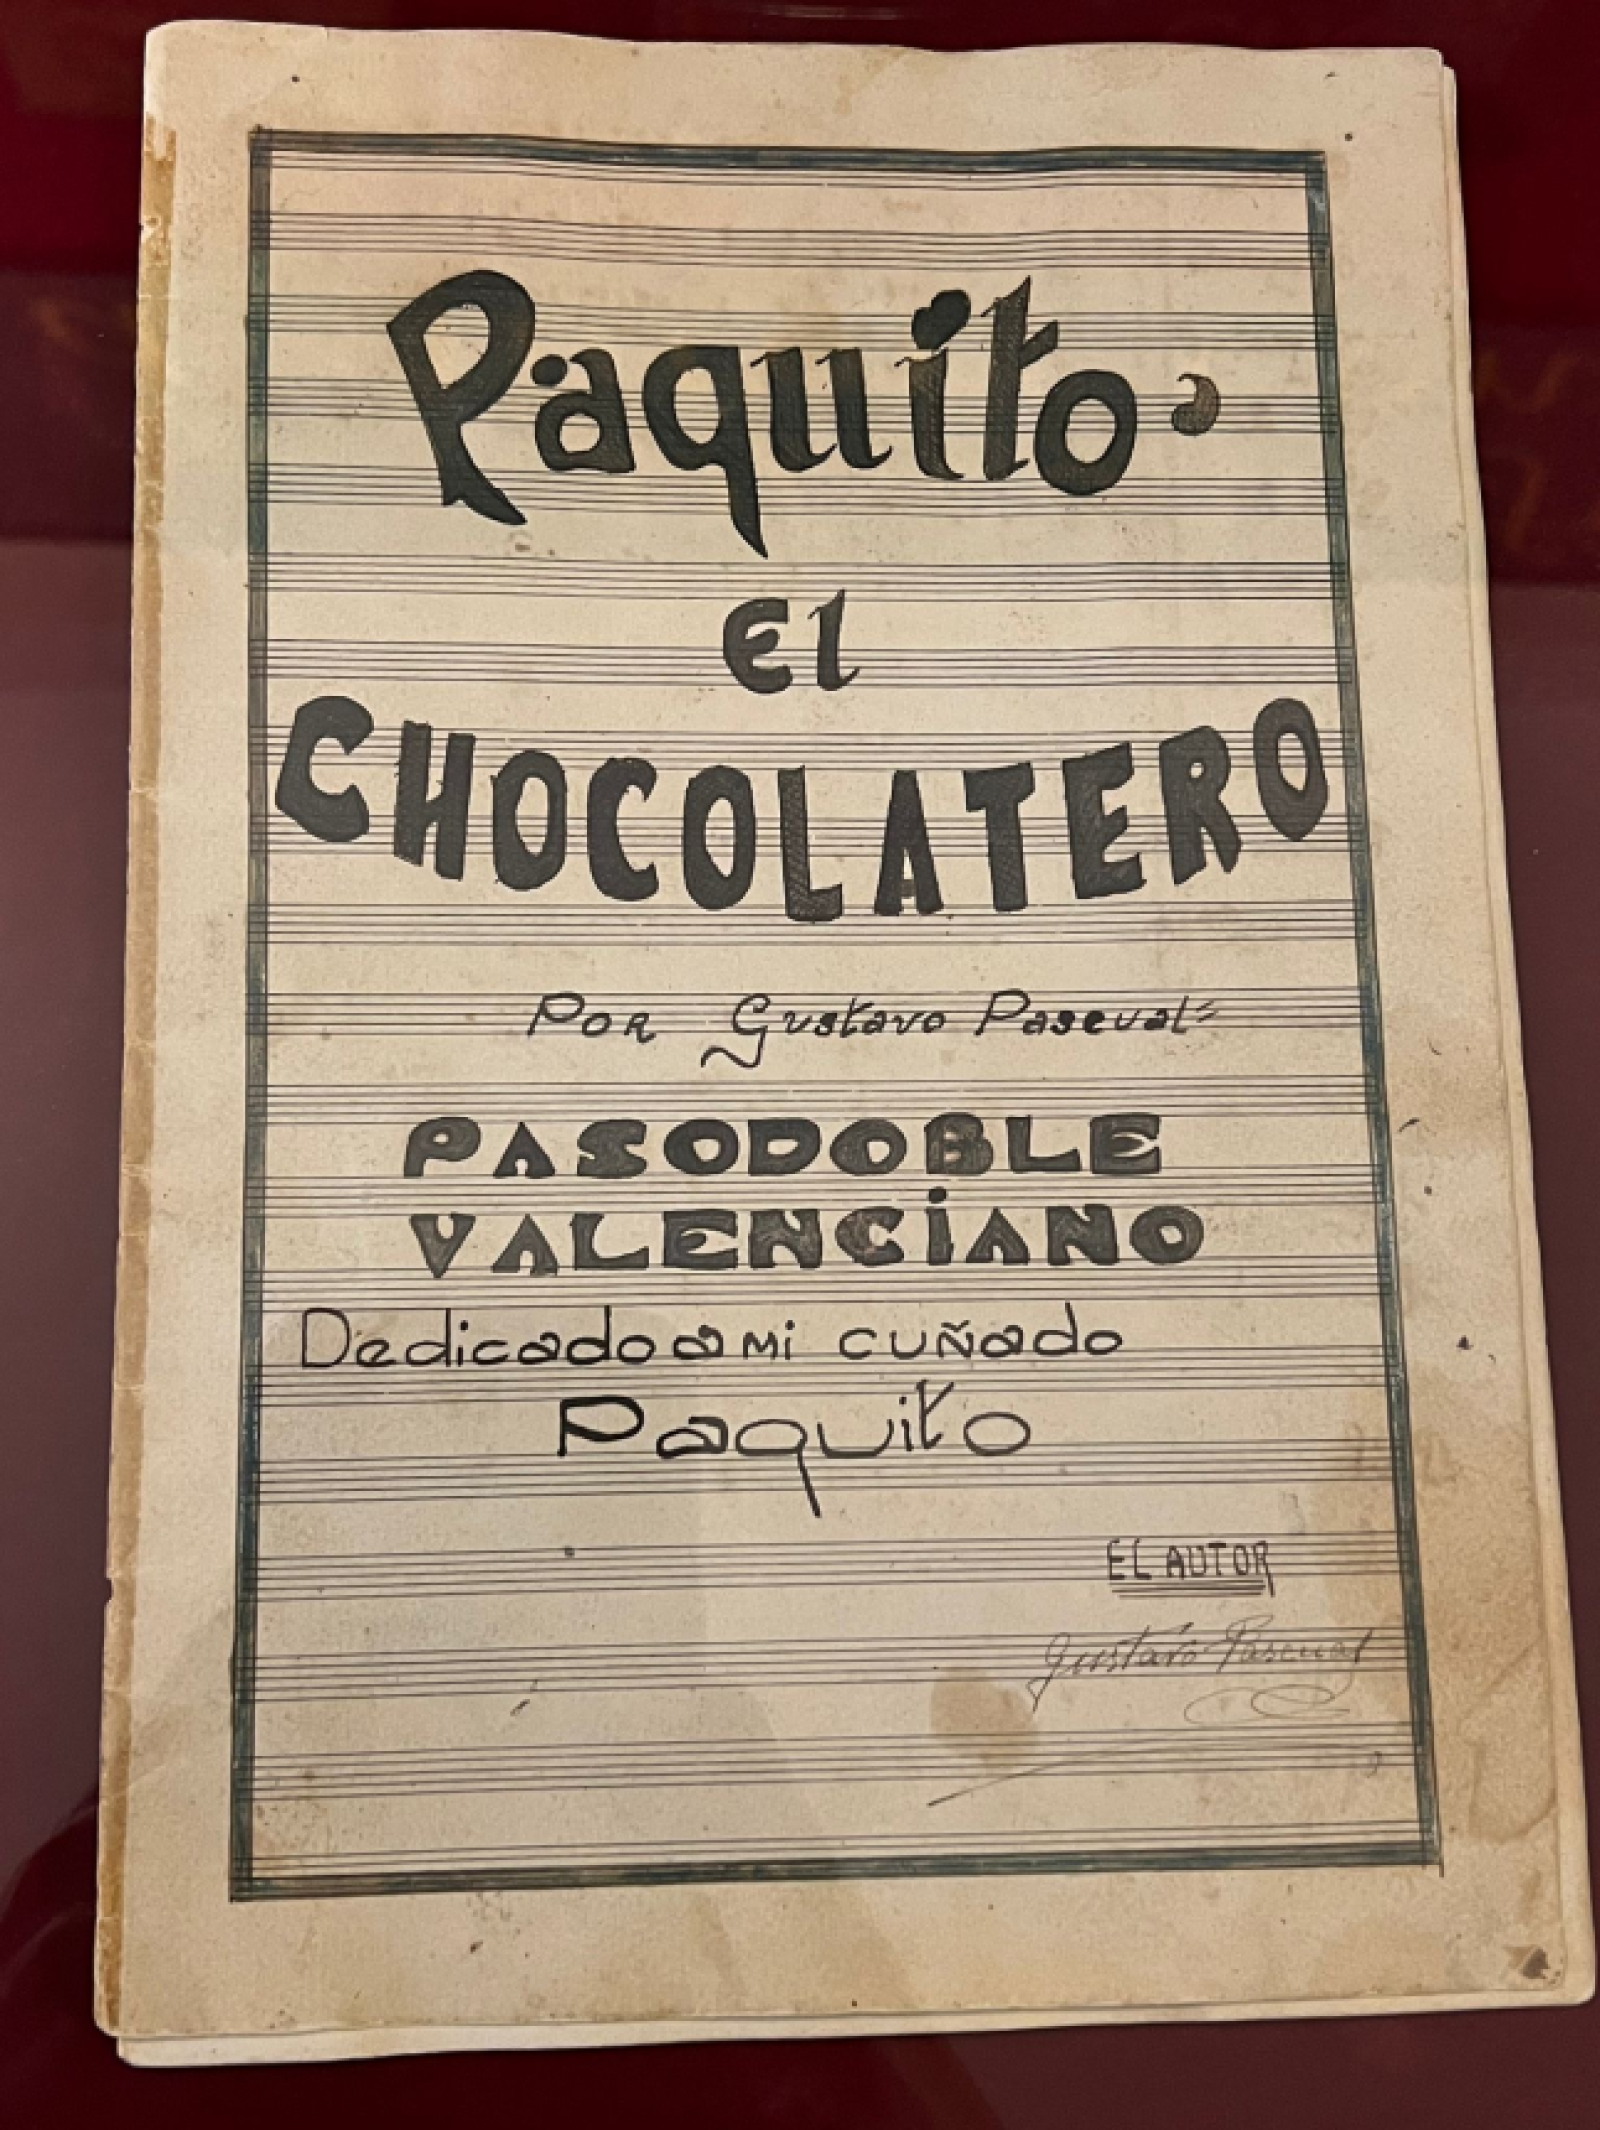 Paquito.
El
CHOCOLATERO
POR Gustavo Pascual=
PASODOBLE
VALENCiANO
Dedicado a Mi CUÑado
Paquito
EL AUTOR
Gustavo Pascual